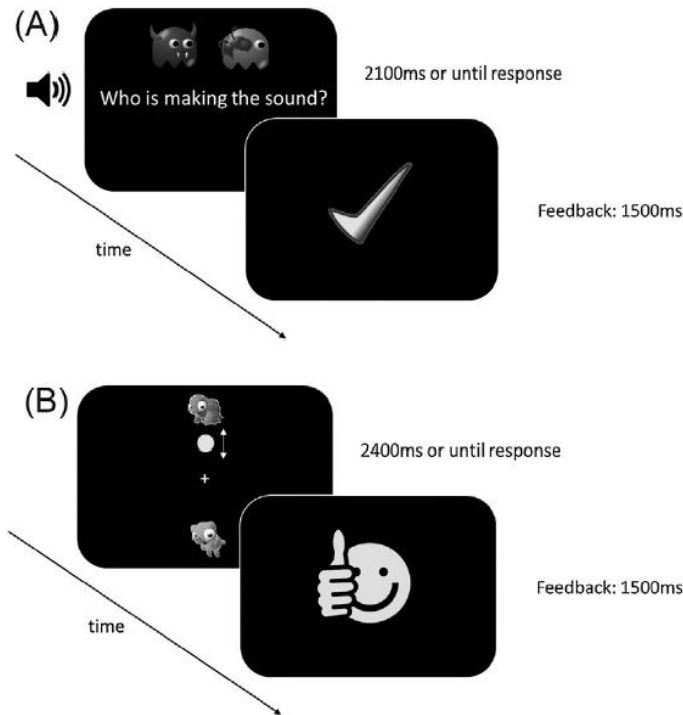 (A)
2100ms or until response
Who is making the sound?
Feedback: 1500ms
time
(B)
2400ms or until response
Feedback: 1500ms
time